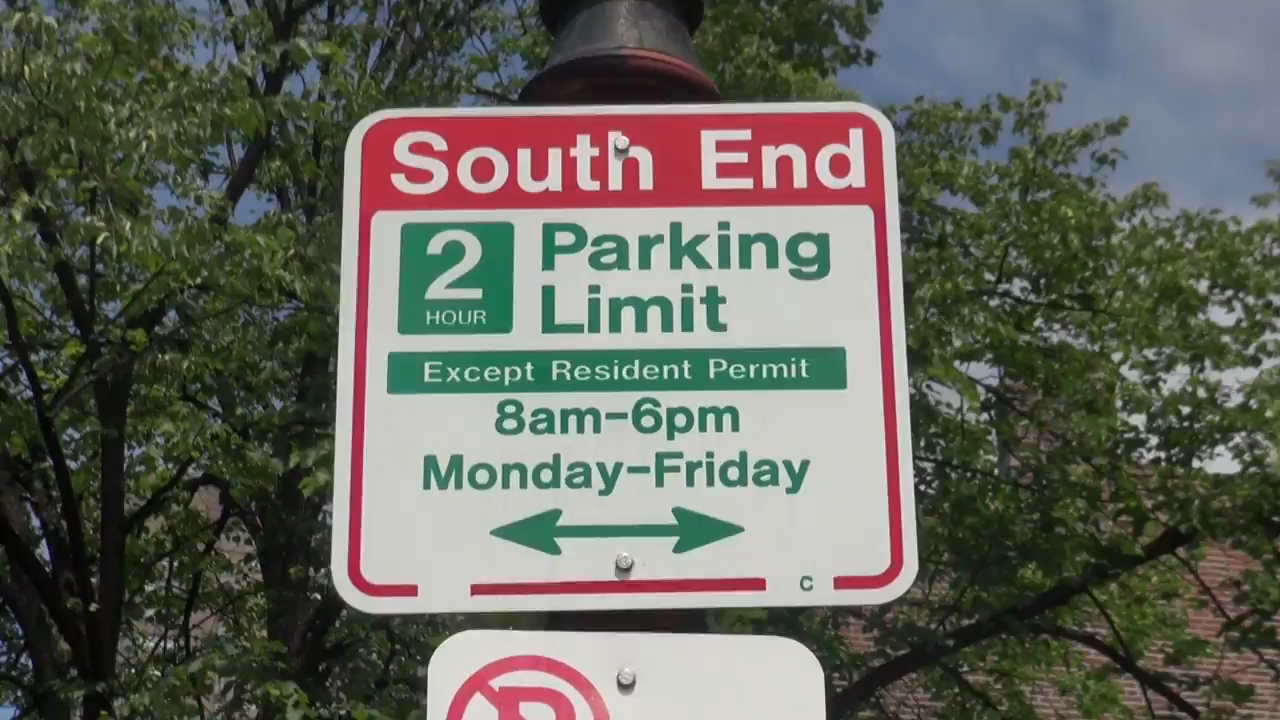 South End
2
HOUR
Parking
Limit
Except Resident Permit
8am-6pm
Monday-Friday
C
P